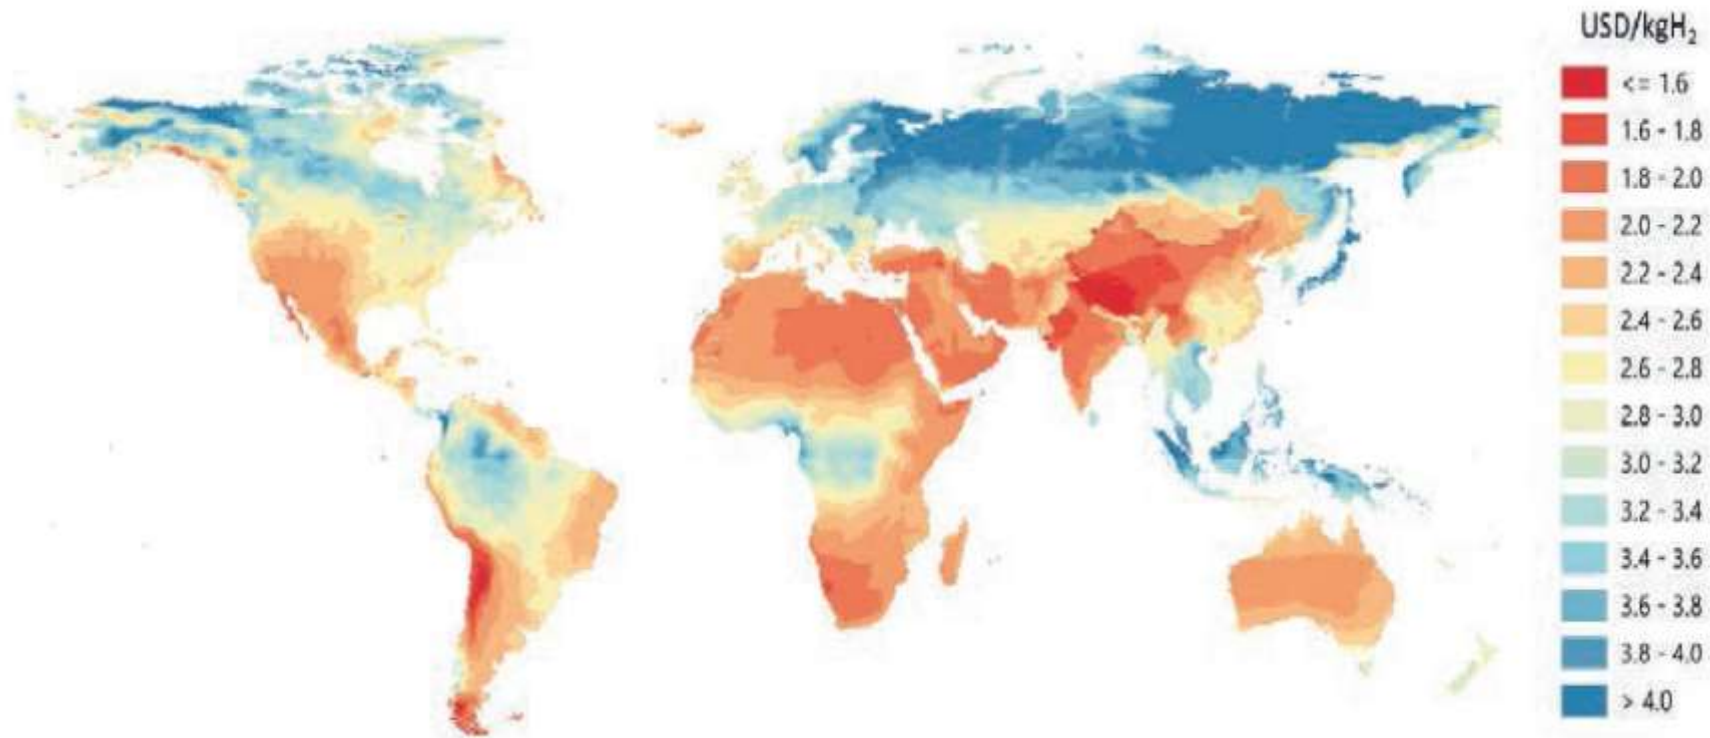 USD/kgH₂
<= 1.6
1.6 - 1.8
1.8 - 2.0
2.0 - 2.2
2.2 - 2.4
2.4 - 2.6
2.6 - 2.8
2.8 - 3.0
3.0 - 3.2
3.2 - 3.4
3.4 - 3.6
3.6 - 3.8
3.8 - 4.0
> 4.0